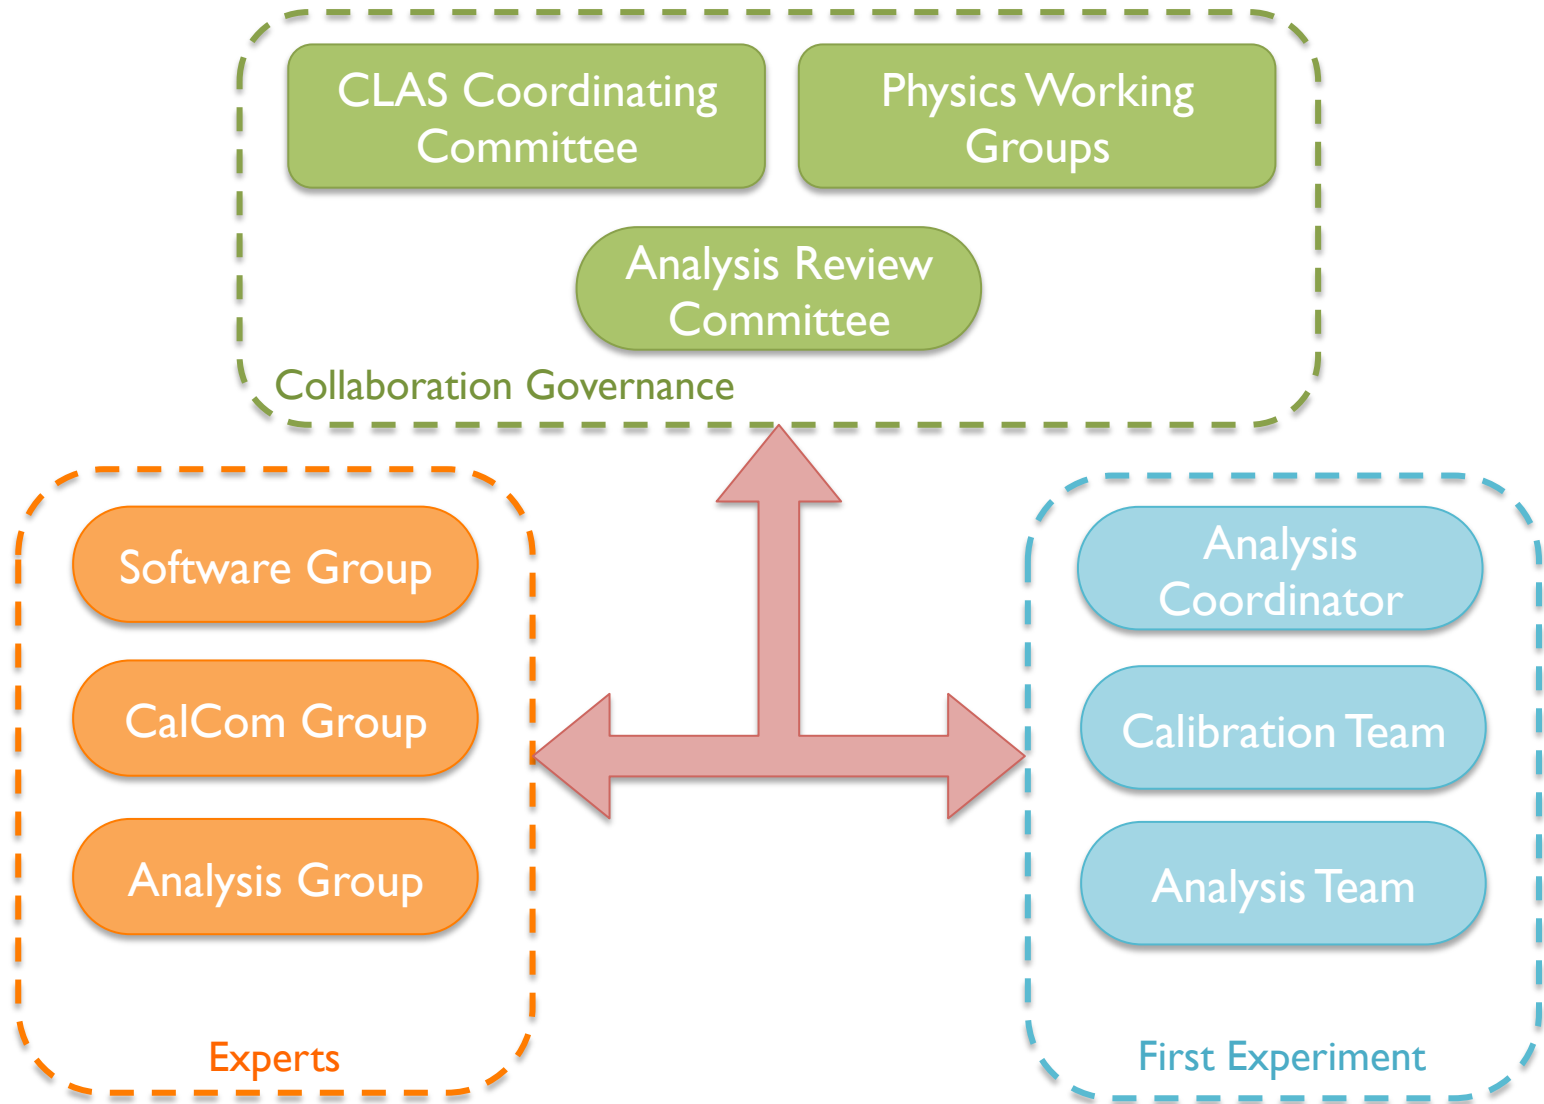 CLAS Coordinating
Committee
Physics Working
Groups
Analysis Review
Committee
Collaboration Governance
Software Group
CalCom Group
Analysis Group
Experts
Analysis
Coordinator
Calibration Team
Analysis Team
First Experiment